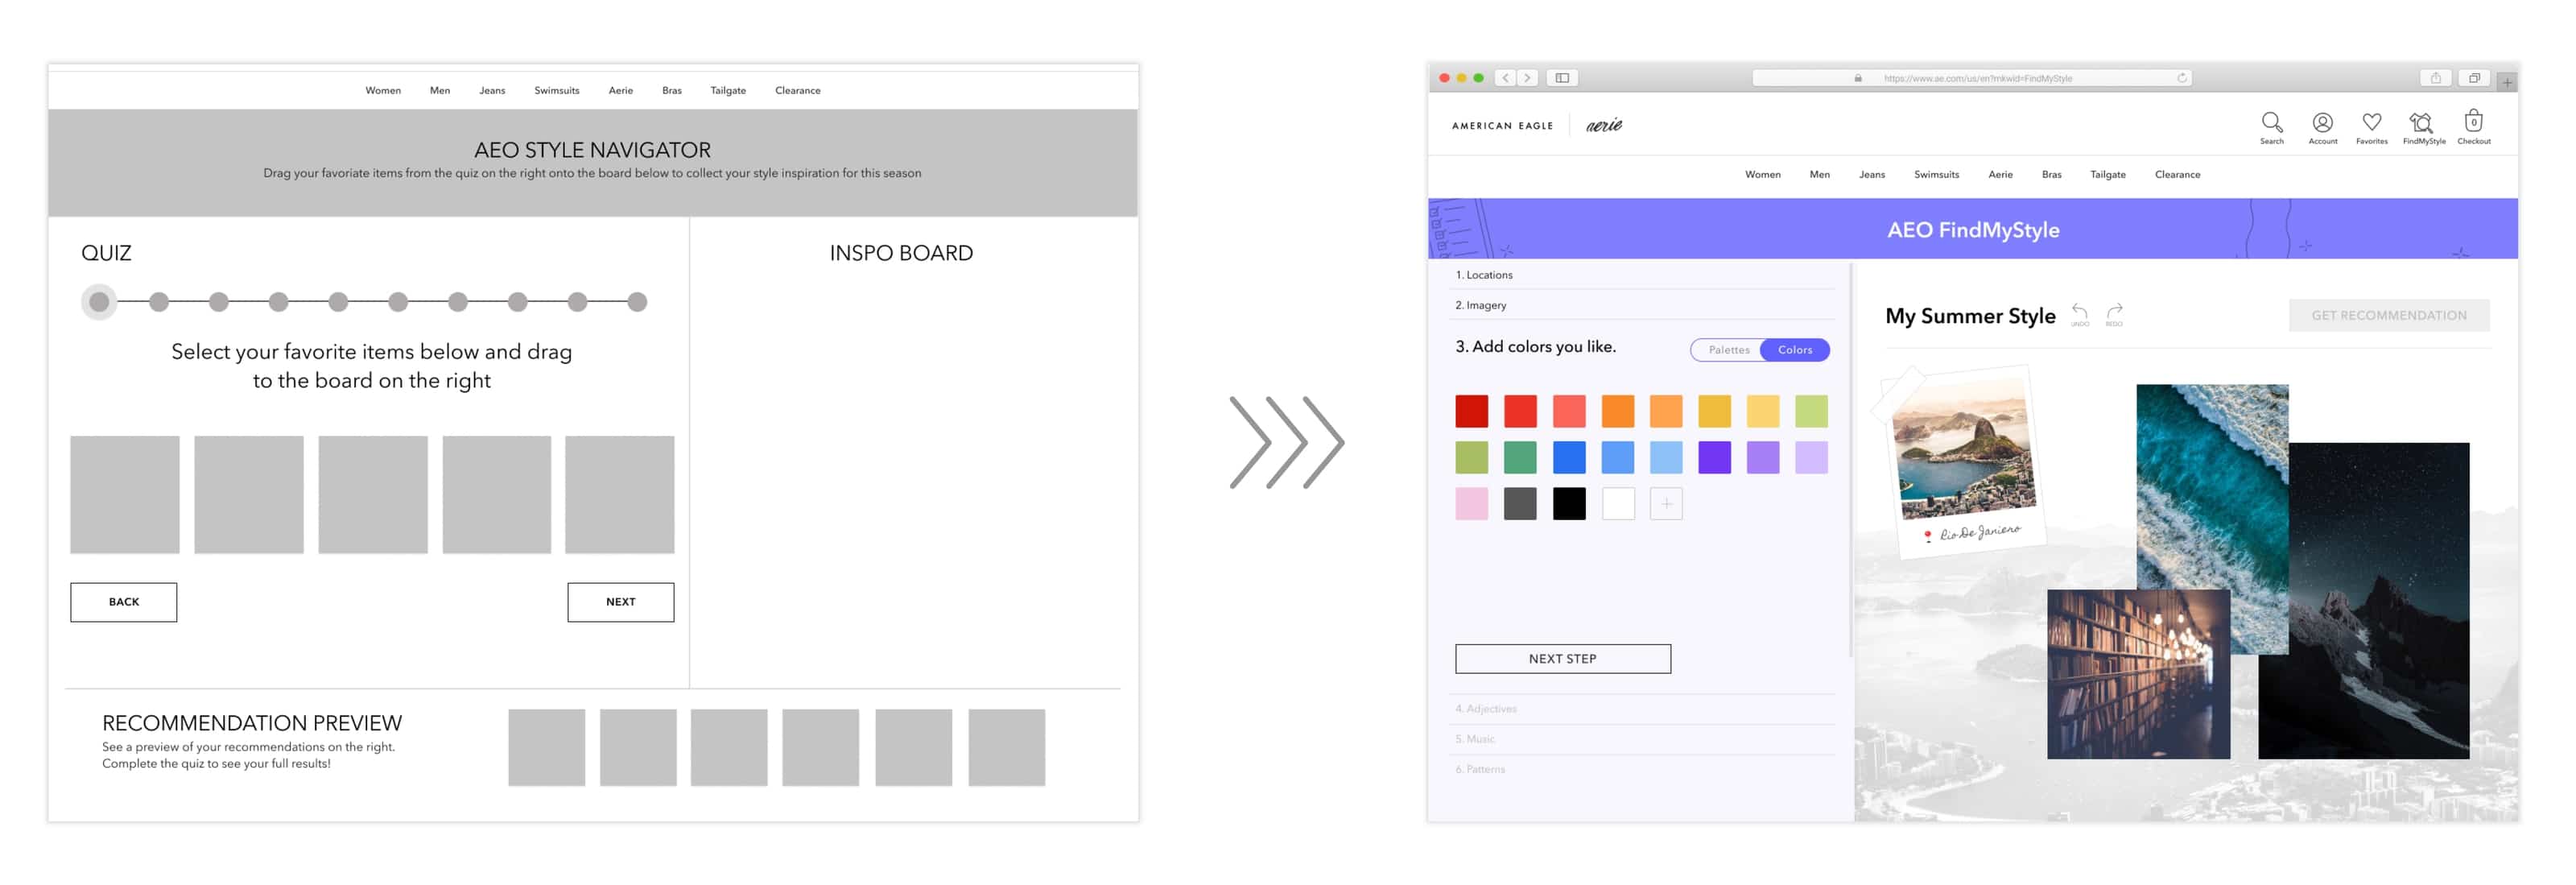 Women Men Jeans Swimsuits Aerie Bras Tailgate Clearance
AEO STYLE NAVIGATOR
Drag your favoriate items from the quiz on the right onto the board below to collect your style inspiration for this season
QUIZ
Select your favorite items below and drag
to the board on the right
BACK
NEXT
INSPO BOARD
RECOMMENDATION PREVIEW
See a preview of your recommendations on the right.
Complete the quiz to see your full results!
https://www.ae.com/us/en?mkwid=FindMyStyle
AMERICAN EAGLE aerie
0
Search Account Favorites FindMyStyle Checkout
Women Men Jeans Swimsuits Aerie Bras Tailgate Clearance
AEO FindMyStyle
1. Locations
2. Imagery
3. Add colors you like.
Palettes Colors
NEXT STEP
4. Adjectives
5. Music
6. Patterns
My Summer Style
UNDO REDO
GET RECOMMENDATION
Rio De Janiero